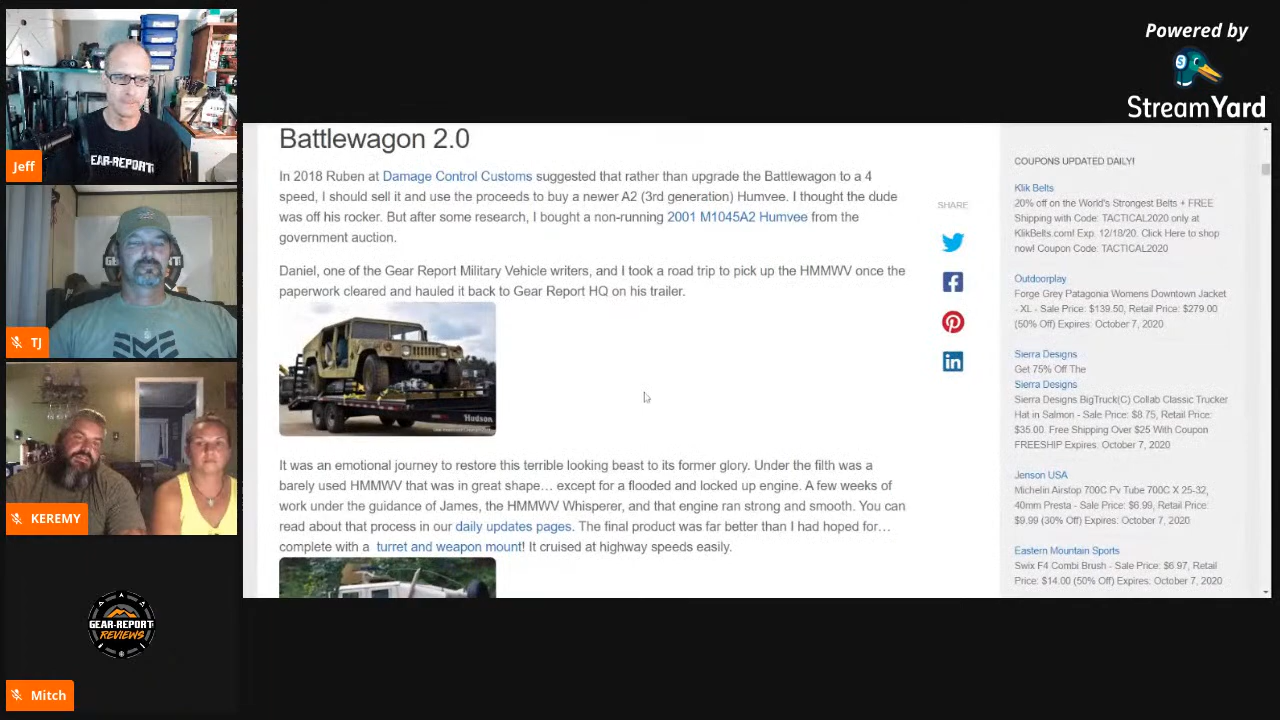 Powered by
StreamYard
EAR-REPORT
Jeff
TJ
KEREMY
GEAR-REPORT
REVIEWS
Mitch
Battlewagon 2.0
In 2018 Ruben at Damage Control Customs suggested that rather than upgrade the Battlewagon to a 4
speed, I should sell it and use the proceeds to buy a newer A2 (3rd generation) Humvee. I thought the dude
was off his rocker. But after some research, I bought a non-running 2001 M1045A2 Humvee from the
government auction.
Daniel, one of the Gear Report Military Vehicle writers, and I took a road trip to pick up the HMMWV once the
paperwork cleared and hauled it back to Gear Report HQ on his trailer.
Hudson
It was an emotional journey to restore this terrible looking beast to its former glory. Under the filth was a
barely used HMMWV that was in great shape… except for a flooded and locked up engine. A few weeks of
work under the guidance of James, the HMMWV Whisperer, and that engine ran strong and smooth. You can
read about that process in our daily updates pages. The final product was far better than I had hoped for…
complete with a turret and weapon mount! It cruised at highway speeds easily.
SHARE
COUPONS UPDATED DAILY!
Klik Belts
20% off on the World's Strongest Belts + FREE
Shipping with Code: TACTICAL2020 only at
KlikBelts.com! Exp. 12/18/20. Click Here to shop
now! Coupon Code: TACTICAL2020
Outdoorplay
Forge Grey Patagonia Womens Downtown Jacket
- XL - Sale Price: $139.50, Retail Price: $279.00
(50% Off) Expires: October 7, 2020
Sierra Designs
Get 75% Off The
Sierra Designs
Sierra Designs BigTruck(C) Collab Classic Trucker
Hat in Salmon - Sale Price: $8.75, Retail Price:
$35.00. Free Shipping Over $25 With Coupon
FREESHIP Expires: October 7, 2020
Jenson USA
Michelin Airstop 700C Pv Tube 700C X 25-32,
40mm Presta - Sale Price: $6.99, Retail Price:
$9.99 (30% Off) Expires: October 7, 2020
Eastern Mountain Sports
Swix F4 Combi Brush - Sale Price: $6.97, Retail
Price: $14.00 (50% Off) Expires: October 7, 2020